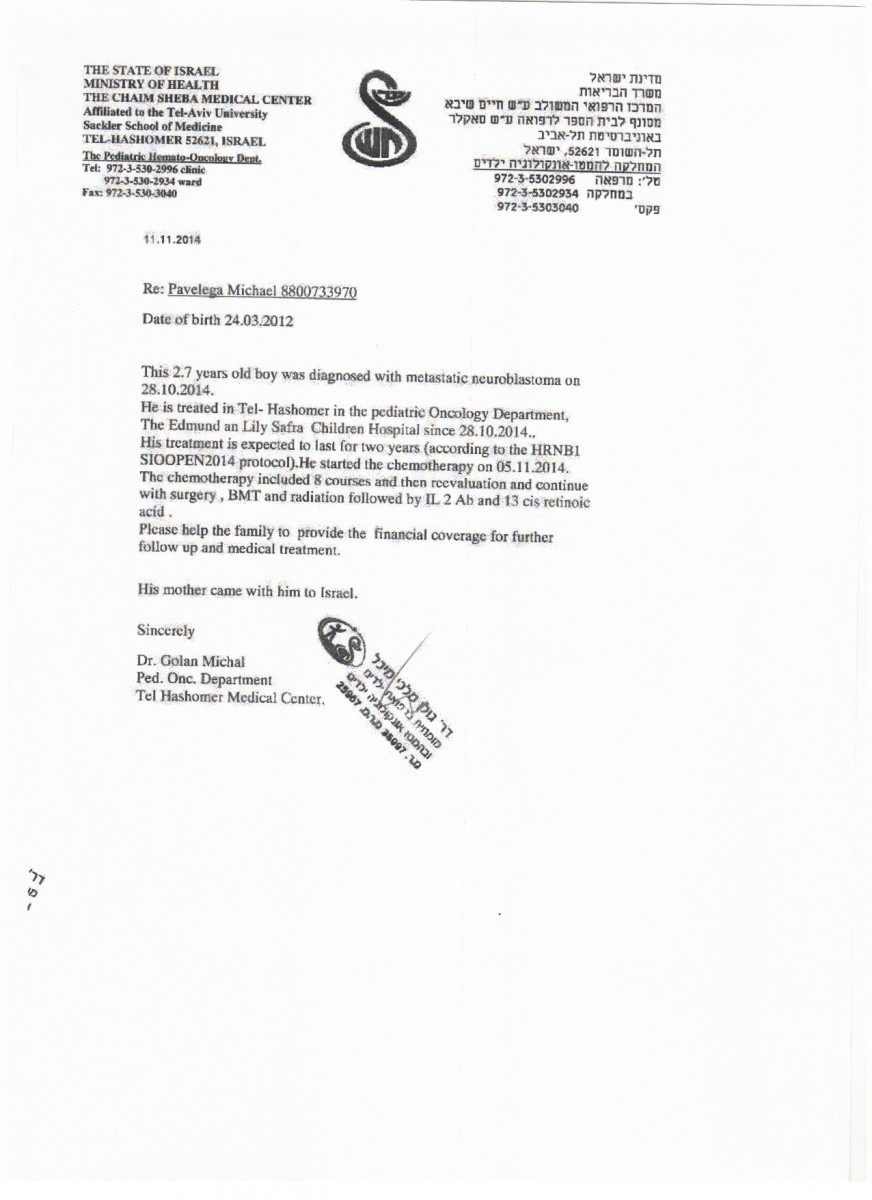 THE STATE OF ISRAEL
MINISTRY OF HEALTH
THE CHAIM SHEBA MEDICAL CENTER
Affiliated to the Tel-Aviv University
Sackler School of Medicine
TEL-HASHOMER 52621, ISRAEL
The Pediatric Hemato-Oncology Dept.
Tel: 972-3-530-2996 clinic
972-3-530-2934 ward
Fax: 972-3-530-3040
מדינת ישראל
משרד הבריאות
המרכז הרפואי המשולב ע״ש חיים שיבא
מסונף לבית הספר לרפואה ע״ש סאקלר
באוניברסיטת תל-אביב
תל-השומר 52621, ישראל
המחלקה להמטו-אונקולוגיה ילדים
טל': מרפאה 972-3-5302996
במחלקה 972-3-5302934
פקס' 972-3-5303040
11.11.2014
Re: Pavelega Michael 8800733970
Date of birth 24.03.2012
This 2.7 years old boy was diagnosed with metastatic neuroblastoma on
28.10.2014.
He is treated in Tel- Hashomer in the pediatric Oncology Department,
The Edmund an Lily Safra Children Hospital since 28.10.2014.,
His treatment is expected to last for two years (according to the HRNB1
SIOOPEN2014 protocol).He started the chemotherapy on 05.11.2014.
The chemotherapy included 8 courses and then reevaluation and continue
with surgery , BMT and radiation followed by IL 2 Ab and 13 cis retinoic
acid .
Please help the family to provide the financial coverage for further
follow up and medical treatment.
His mother came with him to Israel.
Sincerely
Dr. Golan Michal
Ped. Onc. Department
Tel Hashomer Medical Center.
דר' גולן מלכי מיכל
ילדים
אונקולוגיה ילדים
דר'